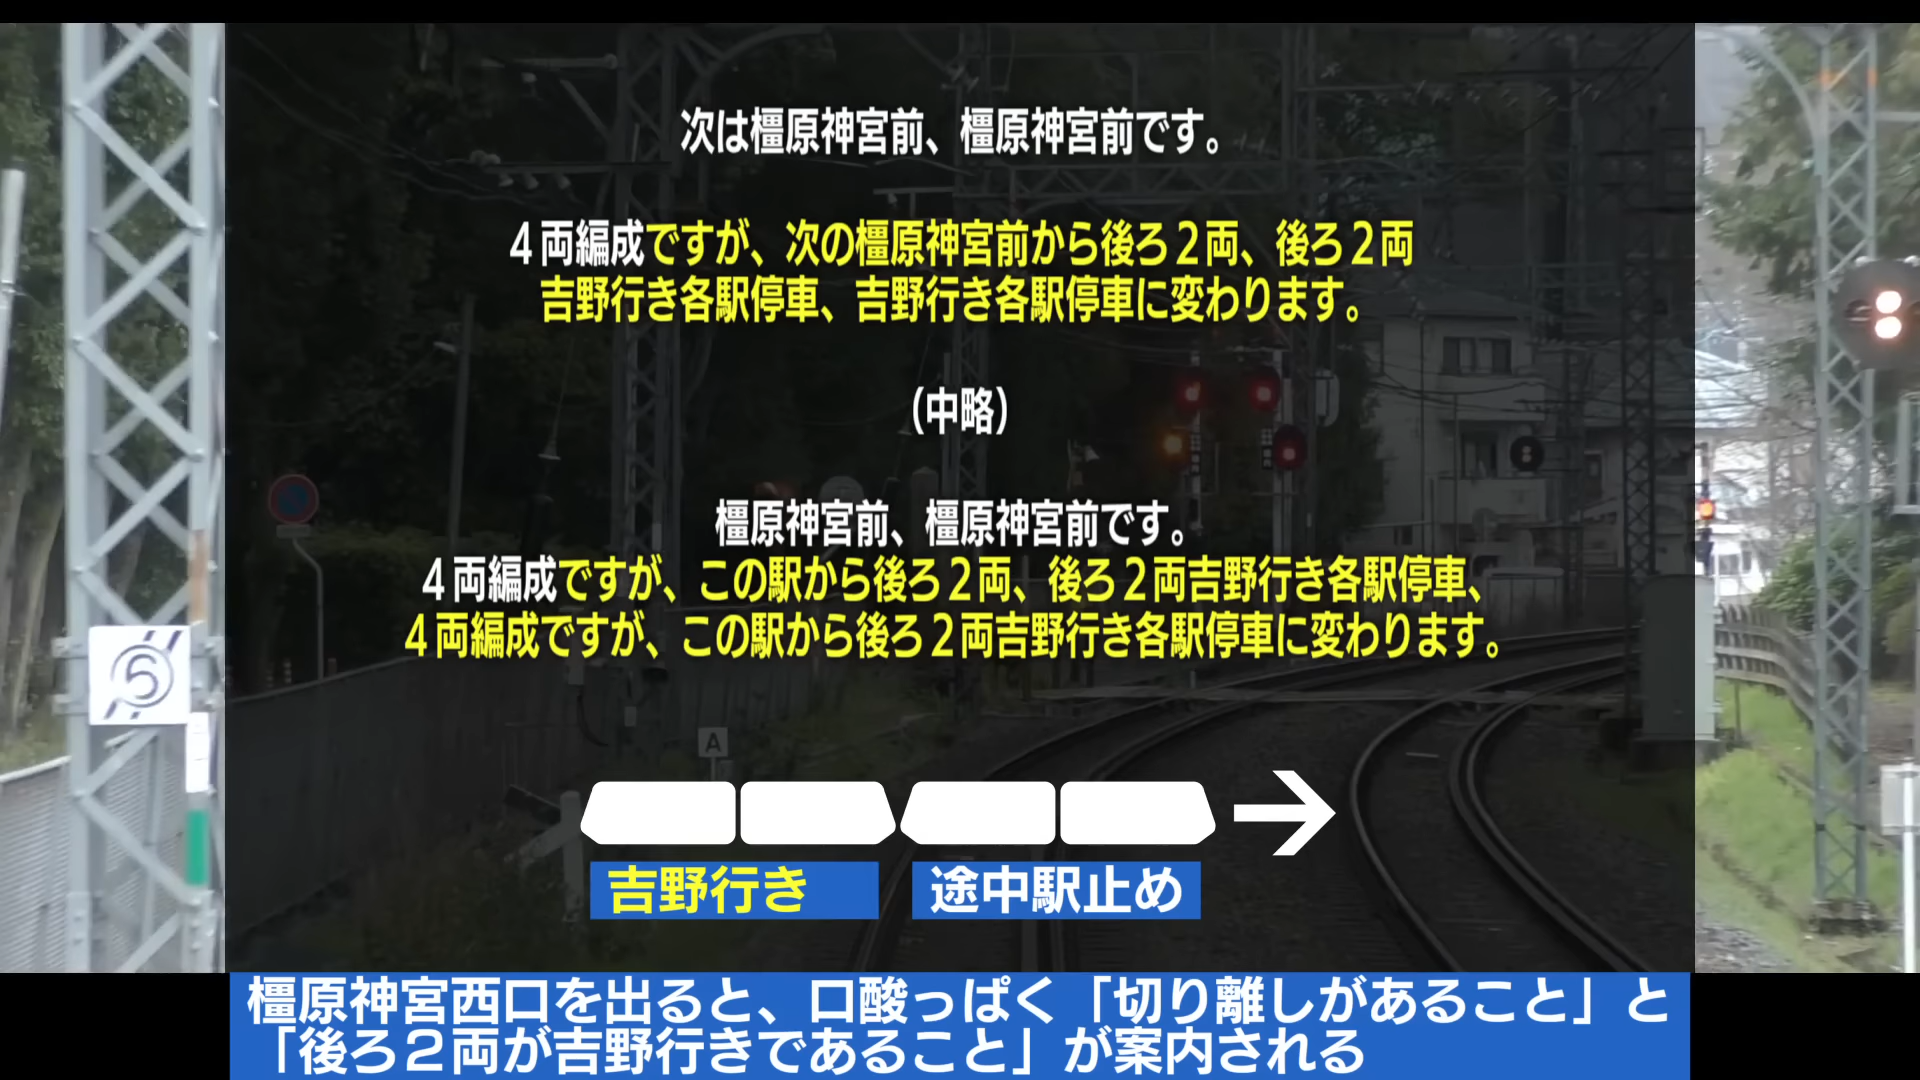 次は橿原神宮前、橿原神宮前です。
４両編成ですが、次の橿原神宮前から後ろ２両、後ろ２両
吉野行き各駅停車、吉野行き各駅停車に変わります。
（中略）
橿原神宮前、橿原神宮前です。
４両編成ですが、この駅から後ろ２両、後ろ２両吉野行き各駅停車、
４両編成ですが、この駅から後ろ２両吉野行き各駅停車に変わります。
6
A
吉野行き
途中駅止め
橿原神宮西口を出ると、口酸っぱく「切り離しがあること」と
「後ろ２両が吉野行きであること」が案内される